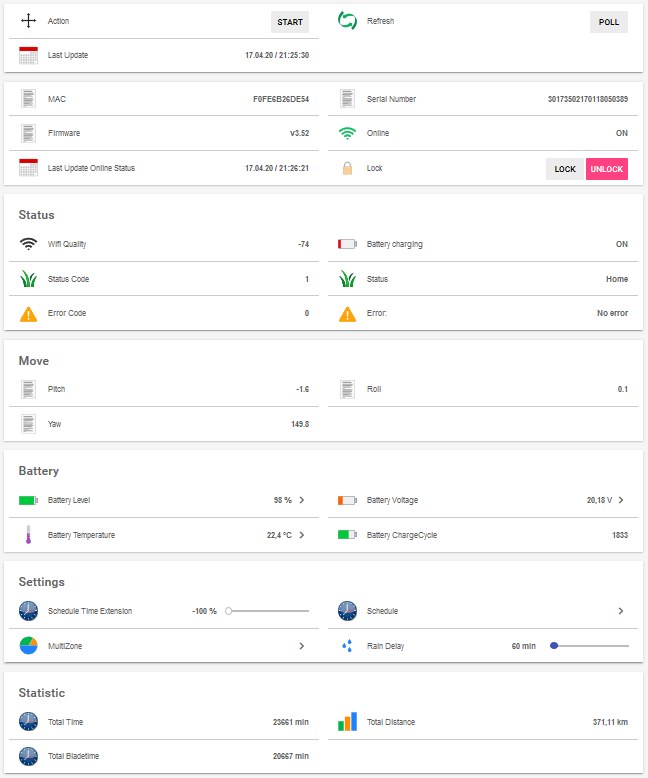 Action START Refresh POLL
Last Update 17.04.20 / 21:25:30
MAC F0FE6B26DE54 Serial Number 30173502170118050389
Firmware v3.52 Online ON
Last Update Online Status 17.04.20 / 21:26:21 Lock LOCK UNLOCK
Status
Wifi Quality -74 Battery charging ON
Status Code 1 Status Home
Error Code 0 Error: No error
Move
Pitch -1.6 Roll 0.1
Yaw 149.8
Battery
Battery Level 98 % Battery Voltage 20,18 V
Battery Temperature 22,4 °C Battery ChargeCycle 1833
Settings
Schedule Time Extension -100 % Schedule
MultiZone Rain Delay 60 min
Statistic
Total Time 23661 min Total Distance 371,11 km
Total Bladetime 20667 min